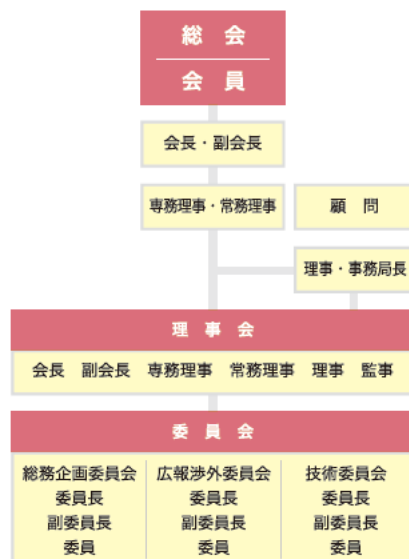 総 会
会 員
会長・副会長
専務理事・常務理事
顧 問
理事・事務局長
理 事 会
会長 副会長 専務理事 常務理事 理事 監事
委 員 会
総務企画委員会
委員長
副委員長
委員
広報渉外委員会
委員長
副委員長
委員
技術委員会
委員長
副委員長
委員